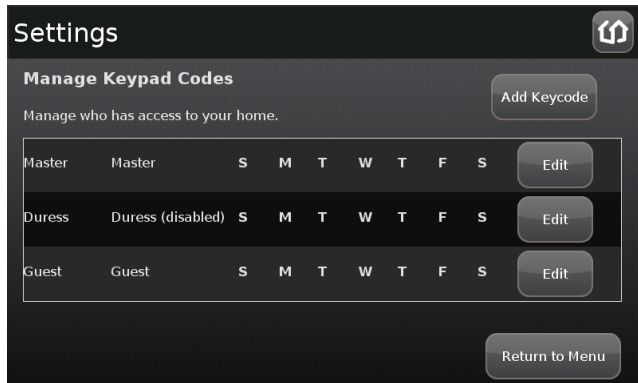 Settings
Manage Keypad Codes
Add Keycode
Manage who has access to your home.
Master Master S M T W T F S Edit
Duress Duress (disabled) S M T W T F S Edit
Guest Guest S M T W T F S Edit
Return to Menu